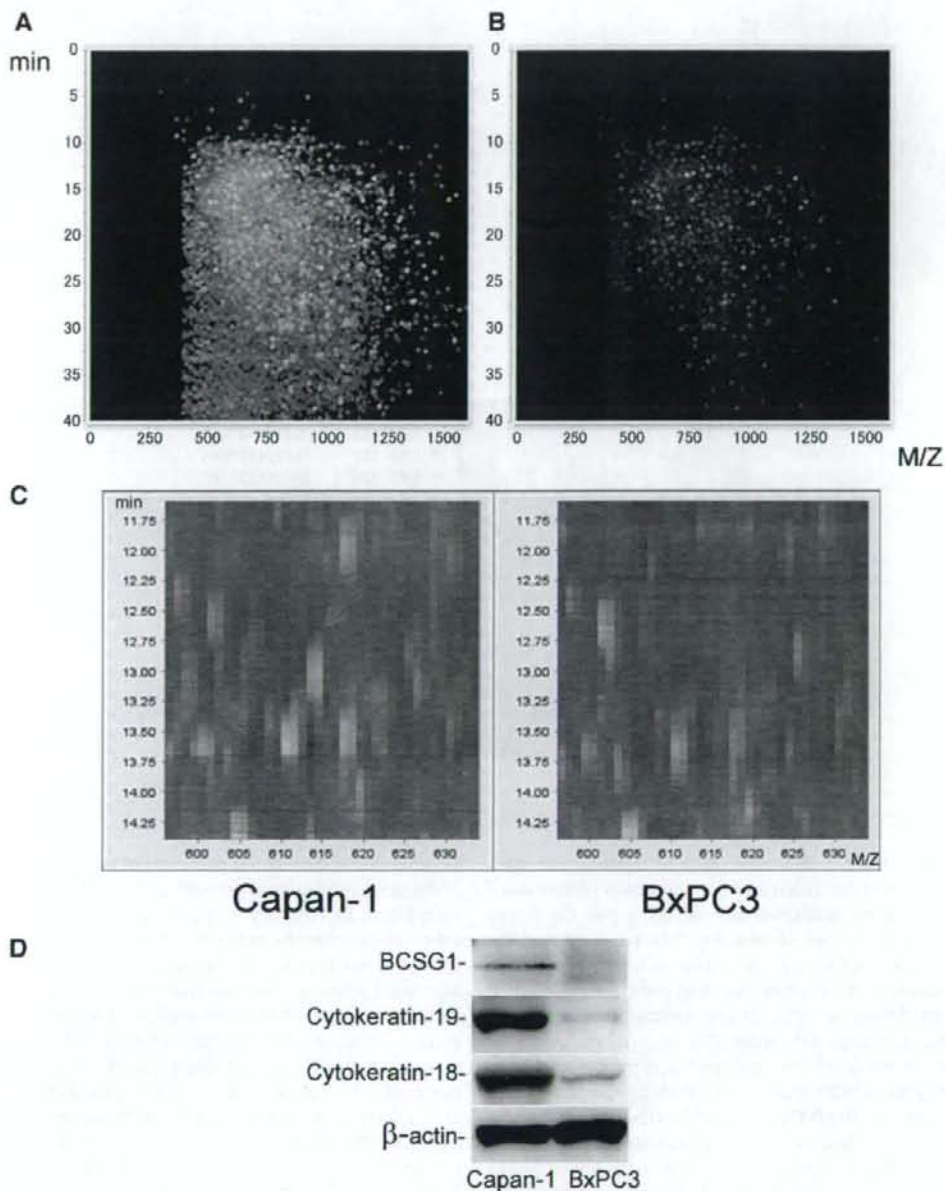 A
B
min
0
5
10
15
20
25
30
35
40
0 250 500 750 1000 1250 1500
0
5
10
15
20
25
30
35
40
0 250 500 750 1000 1250 1500
M/Z
C
min
11.75
12.00
12.25
12.50
12.75
13.00
13.25
13.50
13.75
14.00
14.25
600 605 610 615 620 625 630
11.75
12.00
12.25
12.50
12.75
13.00
13.25
13.50
13.75
14.00
14.25
600 605 610 615 620 625 630 M/Z
Capan-1 BxPC3
D
BCSG1-
Cytokeratin-19-
Cytokeratin-18-
β-actin-
Capan-1 BxPC3